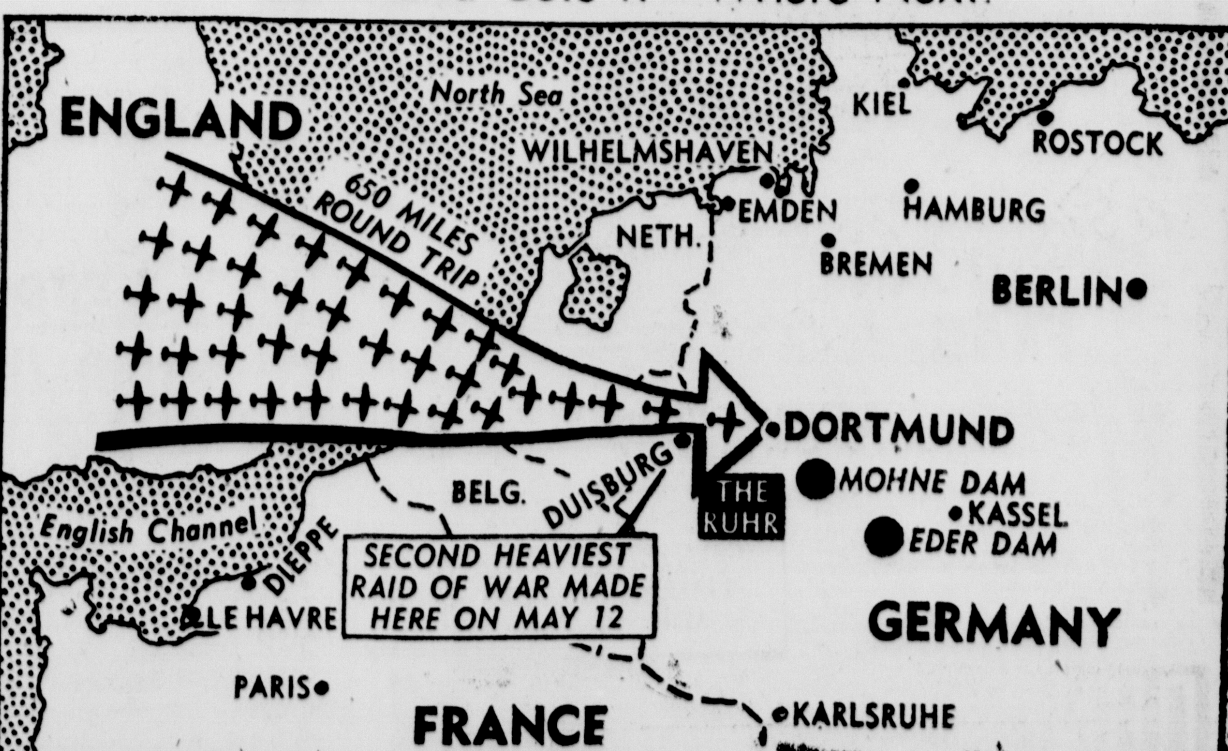 ENGLAND
North Sea
KIEL
ROSTOCK
WILHELMSHAVEN
650 MILES
ROUND TRIP
EMDEN
HAMBURG
NETH.
BREMEN
BERLIN
DORTMUND
MOHNE DAM
THE
RUHR
KASSEL
EDER DAM
BELG.
DUISBURG
English Channel
DIEPPE
SECOND HEAVIEST
RAID OF WAR MADE
HERE ON MAY 12
LE HAVRE
GERMANY
PARIS
FRANCE
KARLSRUHE